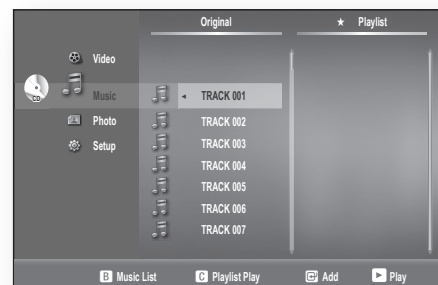 Original ★ Playlist
Video
Music
Photo
Setup
CD
TRACK 001
TRACK 002
TRACK 003
TRACK 004
TRACK 005
TRACK 006
TRACK 007
B Music List C Playlist Play Add Play